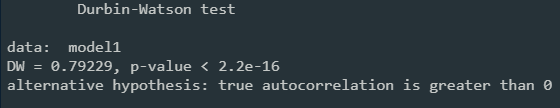 Durbin-Watson test
data:  model1
DW = 0.79229, p-value < 2.2e-16
alternative hypothesis: true autocorrelation is greater than 0